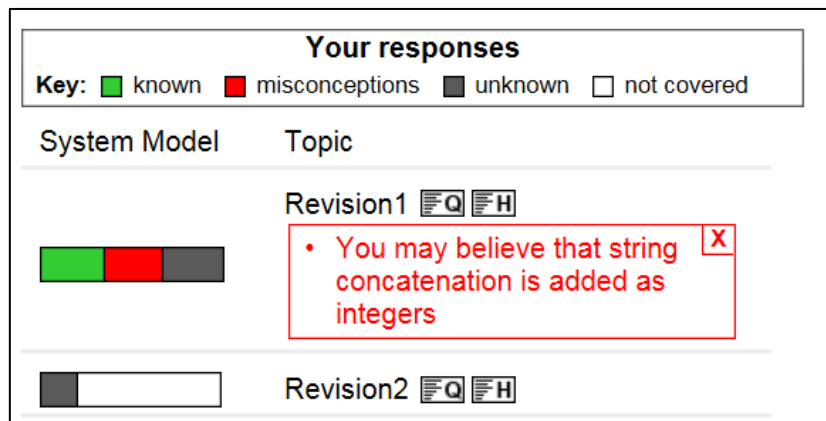 Your responses
Key: known misconceptions unknown not covered
System Model Topic
Revision1 Q H
• You may believe that string X
concatenation is added as
integers
Revision2 Q H